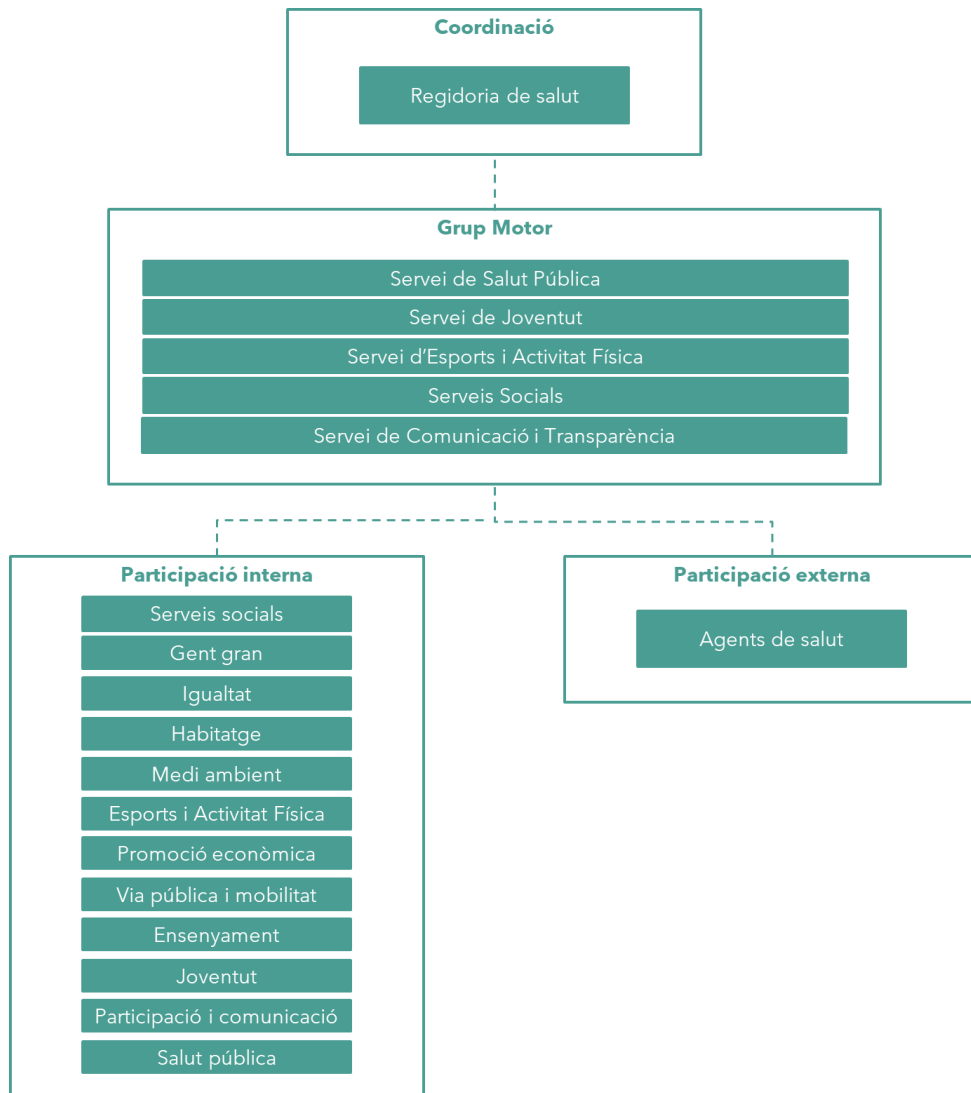 Coordinació
Regidoria de salut
Grup Motor
Servei de Salut Pública
Servei de Joventut
Servei d’Esports i Activitat Física
Serveis Socials
Servei de Comunicació i Transparència
Participació interna
Serveis socials
Gent gran
Igualtat
Habitatge
Medi ambient
Esports i Activitat Física
Promoció econòmica
Via pública i mobilitat
Ensenyament
Joventut
Participació i comunicació
Salut pública
Participació externa
Agents de salut